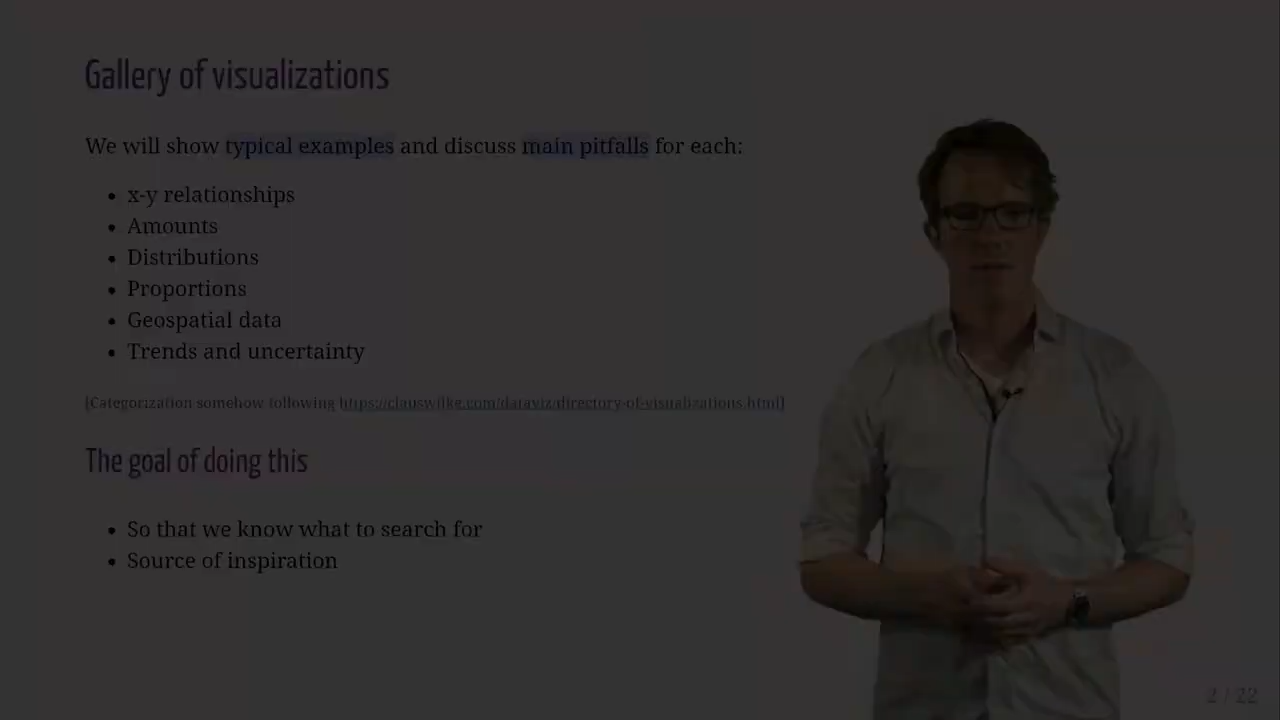 Gallery of visualizations
We will show typical examples and discuss main pitfalls for each:
• x-y relationships
• Amounts
• Distributions
• Proportions
• Geospatial data
• Trends and uncertainty
[Categorization somehow following https://clauswilke.com/dataviz/directory-of-visualizations.html]
The goal of doing this
• So that we know what to search for
• Source of inspiration
2 / 22